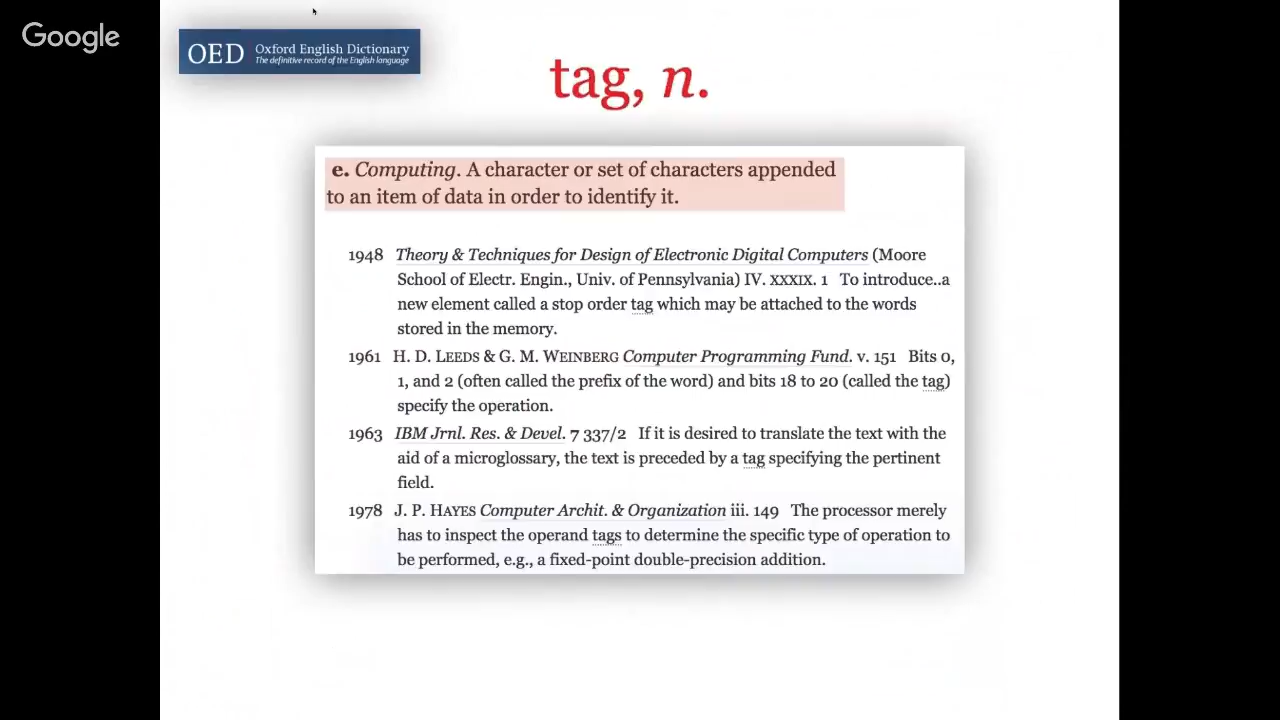 Google
OED Oxford English Dictionary
The definitive record of the English language
tag, n.
e. Computing. A character or set of characters appended
to an item of data in order to identify it.
1948 Theory & Techniques for Design of Electronic Digital Computers (Moore
School of Electr. Engin., Univ. of Pennsylvania) IV. XXXIX. 1 To introduce..a
new element called a stop order tag which may be attached to the words
stored in the memory.
1961 H. D. LEEDS & G. M. WEINBERG Computer Programming Fund. v. 151 Bits 0,
1, and 2 (often called the prefix of the word) and bits 18 to 20 (called the tag)
specify the operation.
1963 IBM Jrnl. Res. & Devel. 7 337/2 If it is desired to translate the text with the
aid of a microglossary, the text is preceded by a tag specifying the pertinent
field.
1978 J. P. HAYES Computer Archit. & Organization iii. 149 The processor merely
has to inspect the operand tags to determine the specific type of operation to
be performed, e.g., a fixed-point double-precision addition.